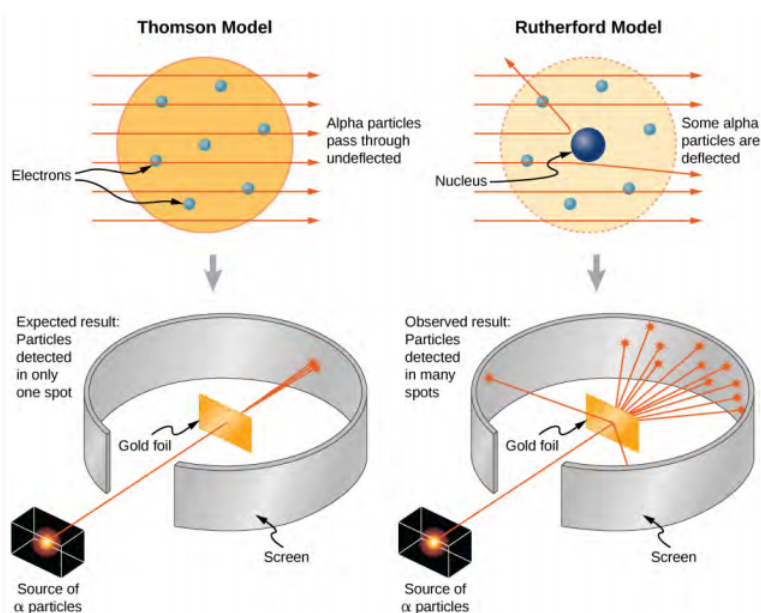 Thomson Model
Alpha particles
pass through
undeflected
Electrons
Expected result:
Particles
detected
in only
one spot
Gold foil
Screen
Source of
α particles
Rutherford Model
Some alpha
particles are
deflected
Nucleus
Observed result:
Particles
detected
in many
spots
Gold foil
Screen
Source of
α particles